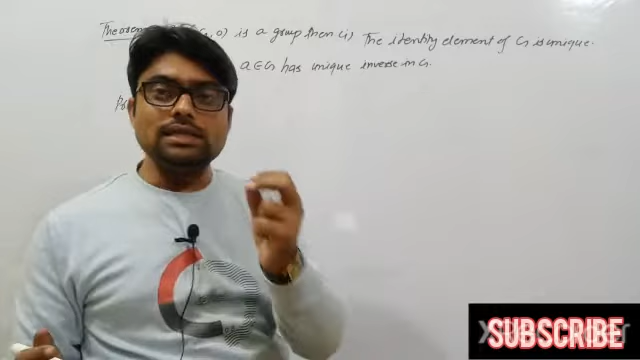 Theorem , o) is a group then (i) The identity element of G is unique.
a ∈ G has unique inverse in G.
SUBSCRIBE